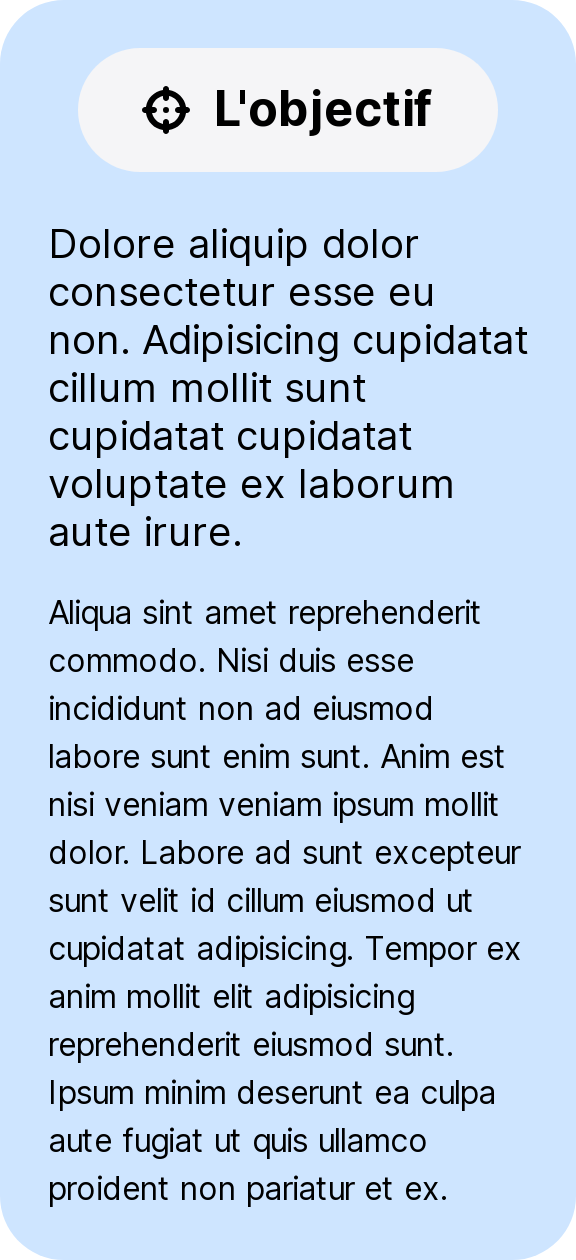 L'objectif
Dolore aliquip dolor
consectetur esse eu
non. Adipisicing cupidatat
cillum mollit sunt
cupidatat cupidatat
voluptate ex laborum
aute irure.
Aliqua sint amet reprehenderit
commodo. Nisi duis esse
incididunt non ad eiusmod
labore sunt enim sunt. Anim est
nisi veniam veniam ipsum mollit
dolor. Labore ad sunt excepteur
sunt velit id cillum eiusmod ut
cupidatat adipisicing. Tempor ex
anim mollit elit adipisicing
reprehenderit eiusmod sunt.
Ipsum minim deserunt ea culpa
aute fugiat ut quis ullamco
proident non pariatur et ex.